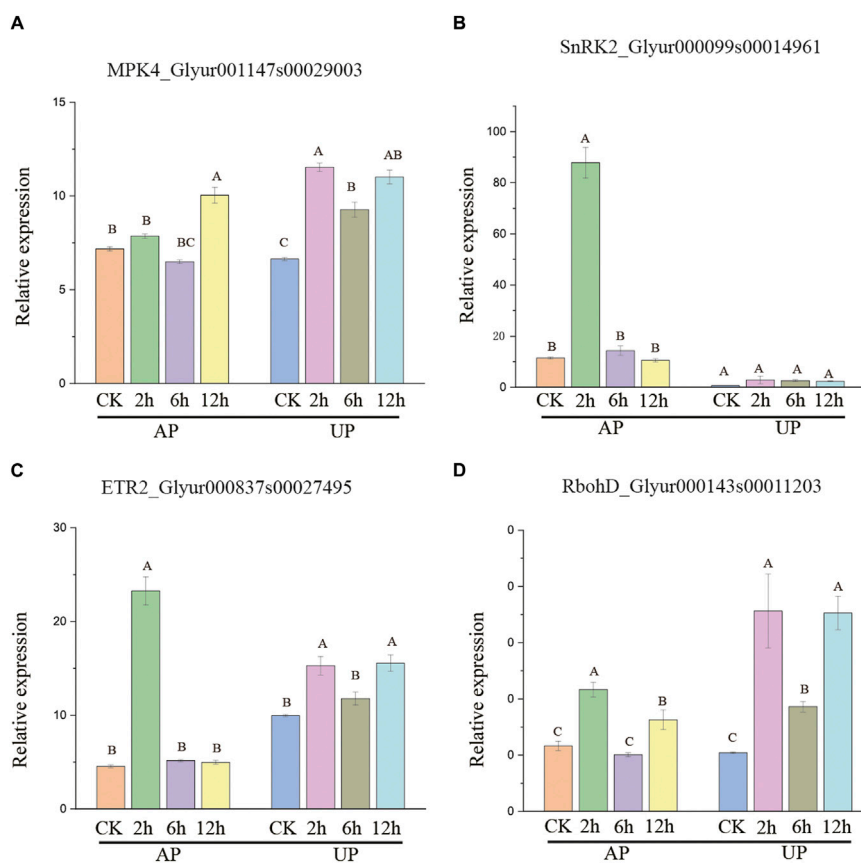 A
MPK4_Glyur001147s00029003
Relative expression
15
10
5
0
B
B
BC
A
C
A
B
AB
CK 2h 6h 12h CK 2h 6h 12h
AP UP
B
SnRK2_Glyur000099s00014961
Relative expression
100
80
60
40
20
0
B
A
B
B
A
A
A
A
CK 2h 6h 12h CK 2h 6h 12h
AP UP
C
ETR2_Glyur000837s00027495
Relative expression
30
20
10
0
B
A
B
B
B
A
B
A
CK 2h 6h 12h CK 2h 6h 12h
AP UP
D
RbohD_Glyur000143s00011203
Relative expression
0
0
0
0
0
0
C
A
C
B
C
A
B
A
CK 2h 6h 12h CK 2h 6h 12h
AP UP